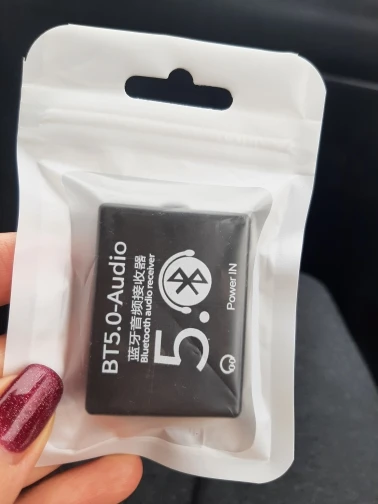 BT5.0-Audio
蓝牙音频接收器
Bluetooth audio receiver
5.0
Power IN